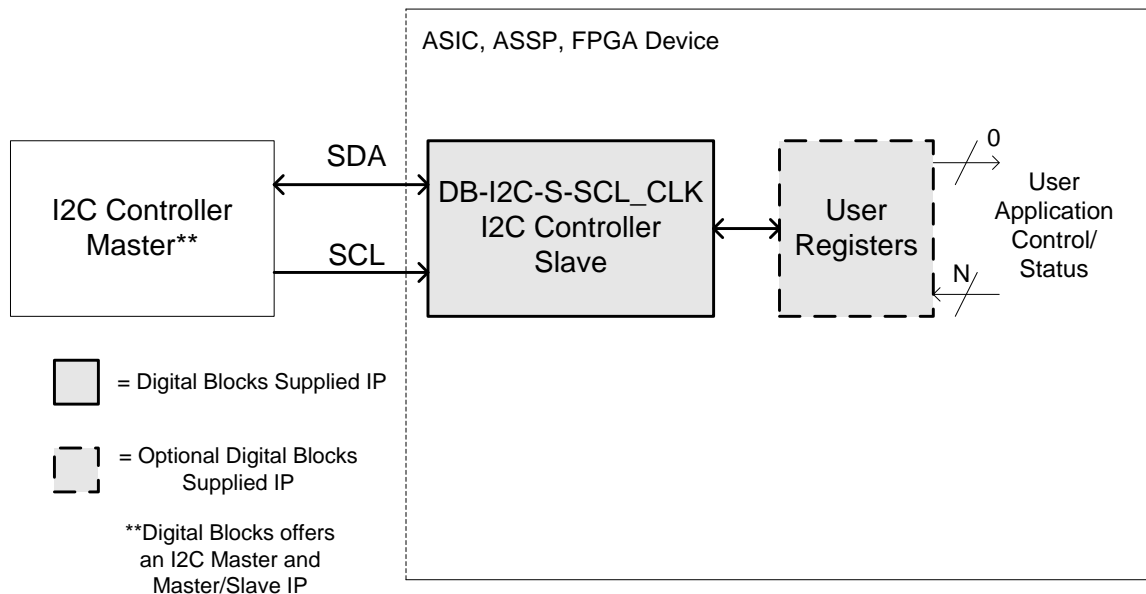 ASIC, ASSP, FPGA Device
I2C Controller
Master**
SDA
SCL
DB-I2C-S-SCL_CLK
I2C Controller
Slave
User
Registers
0
N
User
Application
Control/
Status
= Digital Blocks Supplied IP
= Optional Digital Blocks
Supplied IP
**Digital Blocks offers
an I2C Master and
Master/Slave IP